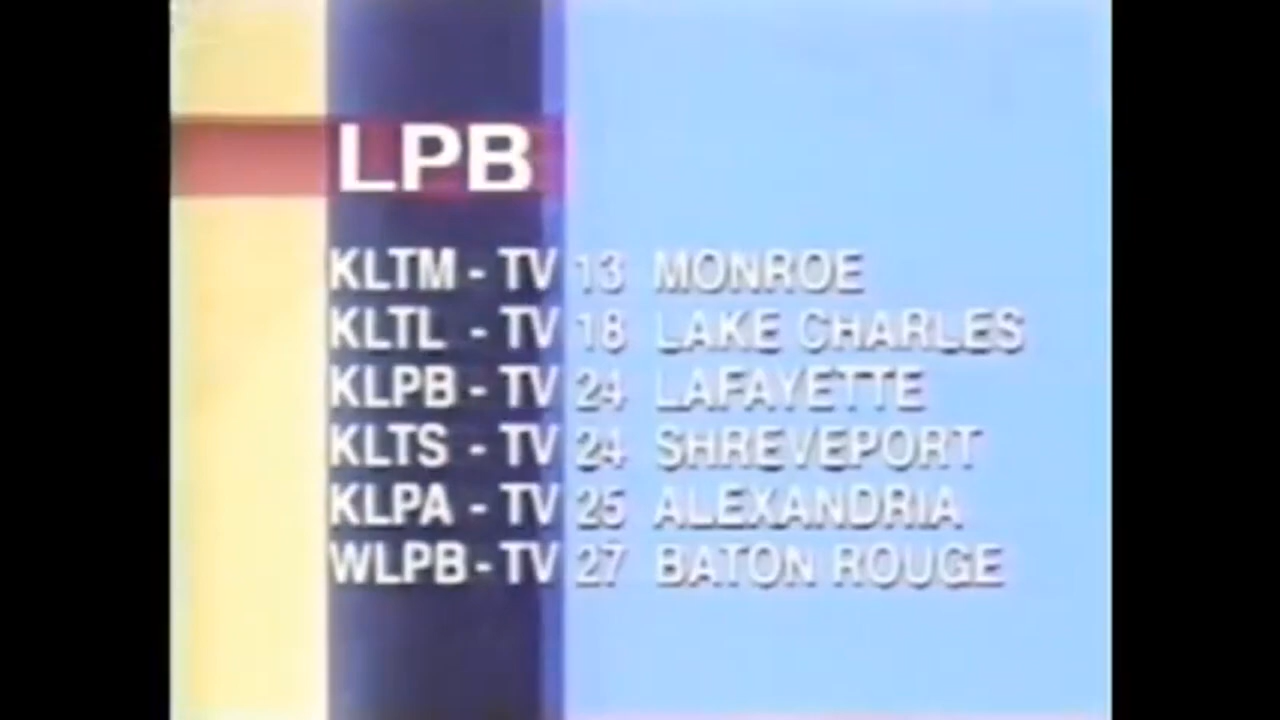 LPB
KLTM - TV 13 MONROE
KLTL - TV 18 LAKE CHARLES
KLPB - TV 24 LAFAYETTE
KLTS - TV 24 SHREVEPORT
KLPA - TV 25 ALEXANDRIA
WLPB - TV 27 BATON ROUGE